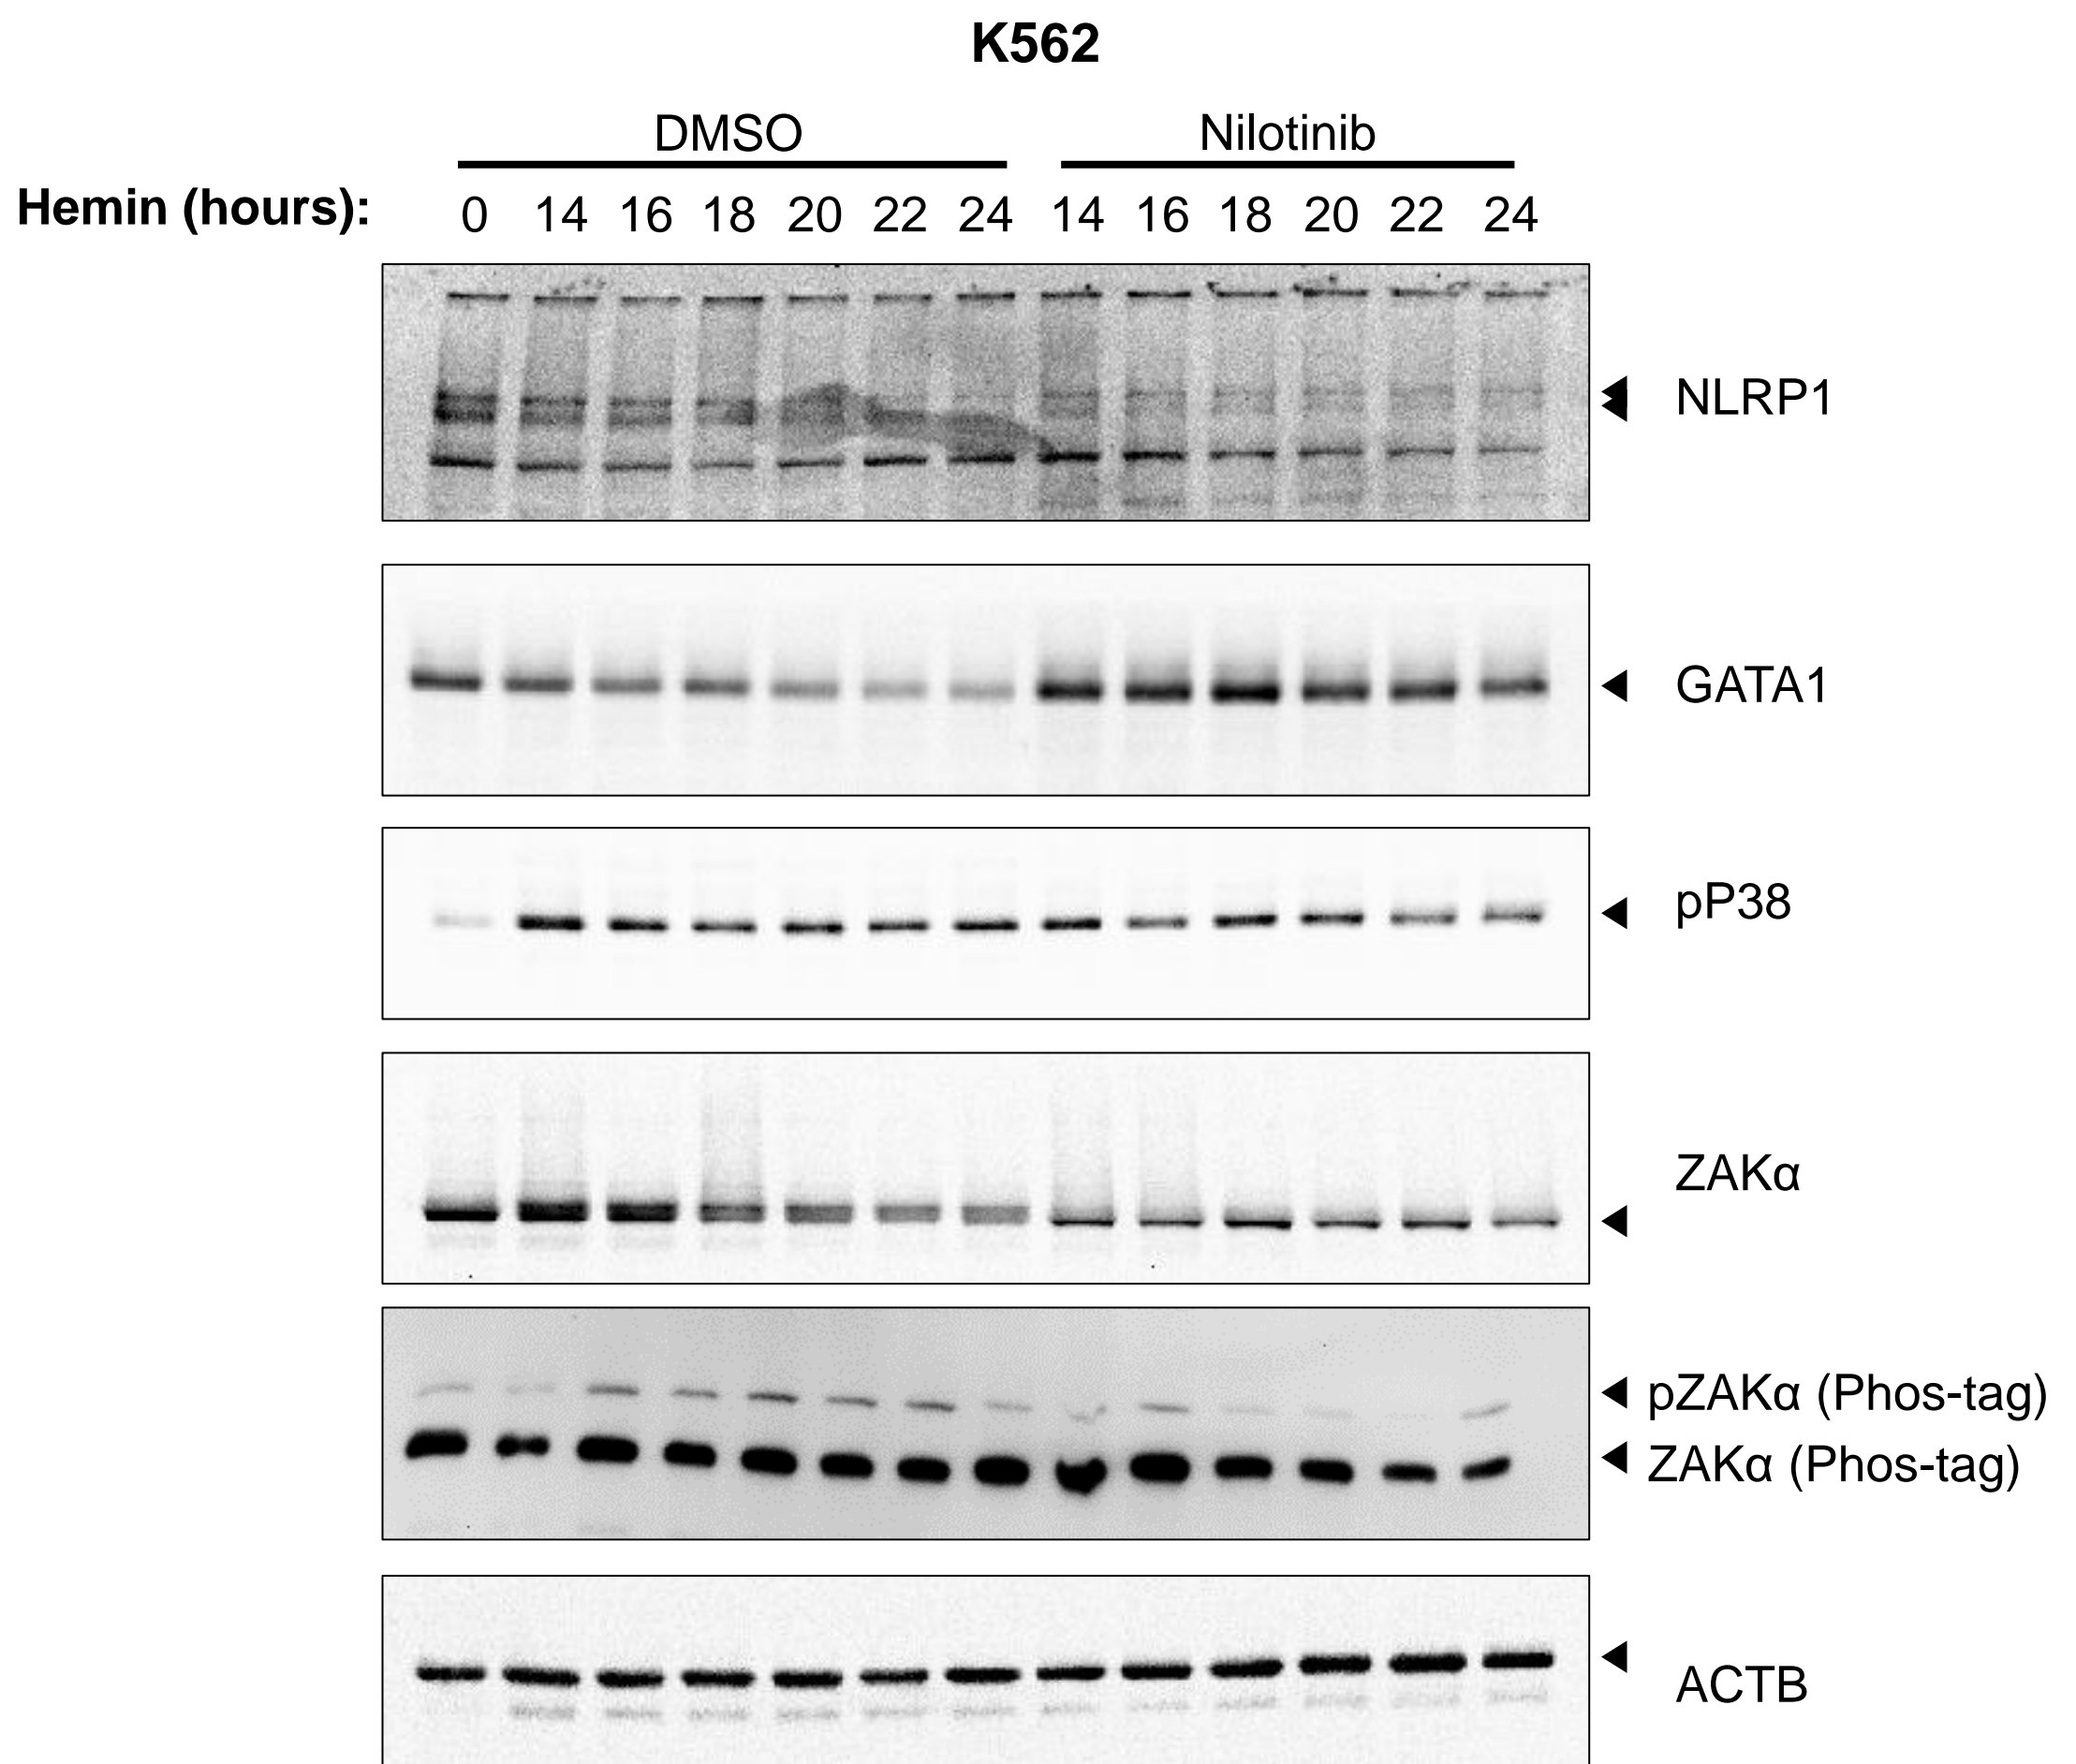 K562
DMSO Nilotinib
Hemin (hours): 0 14 16 18 20 22 24 14 16 18 20 22 24
NLRP1
GATA1
pP38
ZAKα
pZAKα (Phos-tag)
ZAKα (Phos-tag)
ACTB